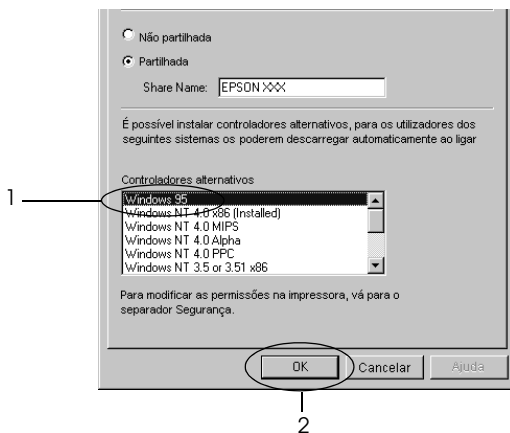 Não partilhada
Partilhada
Share Name: EPSON XXX
É possível instalar controladores alternativos, para os utilizadores dos
seguintes sistemas os poderem descarregar automaticamente ao ligar
Controladores alternativos
1
Windows 95
Windows NT 4.0 x86 (Installed)
Windows NT 4.0 MIPS
Windows NT 4.0 Alpha
Windows NT 4.0 PPC
Windows NT 3.5 or 3.51 x86
Para modificar as permissões na impressora, vá para o
separador Segurança.
OK Cancelar Ajuda
2